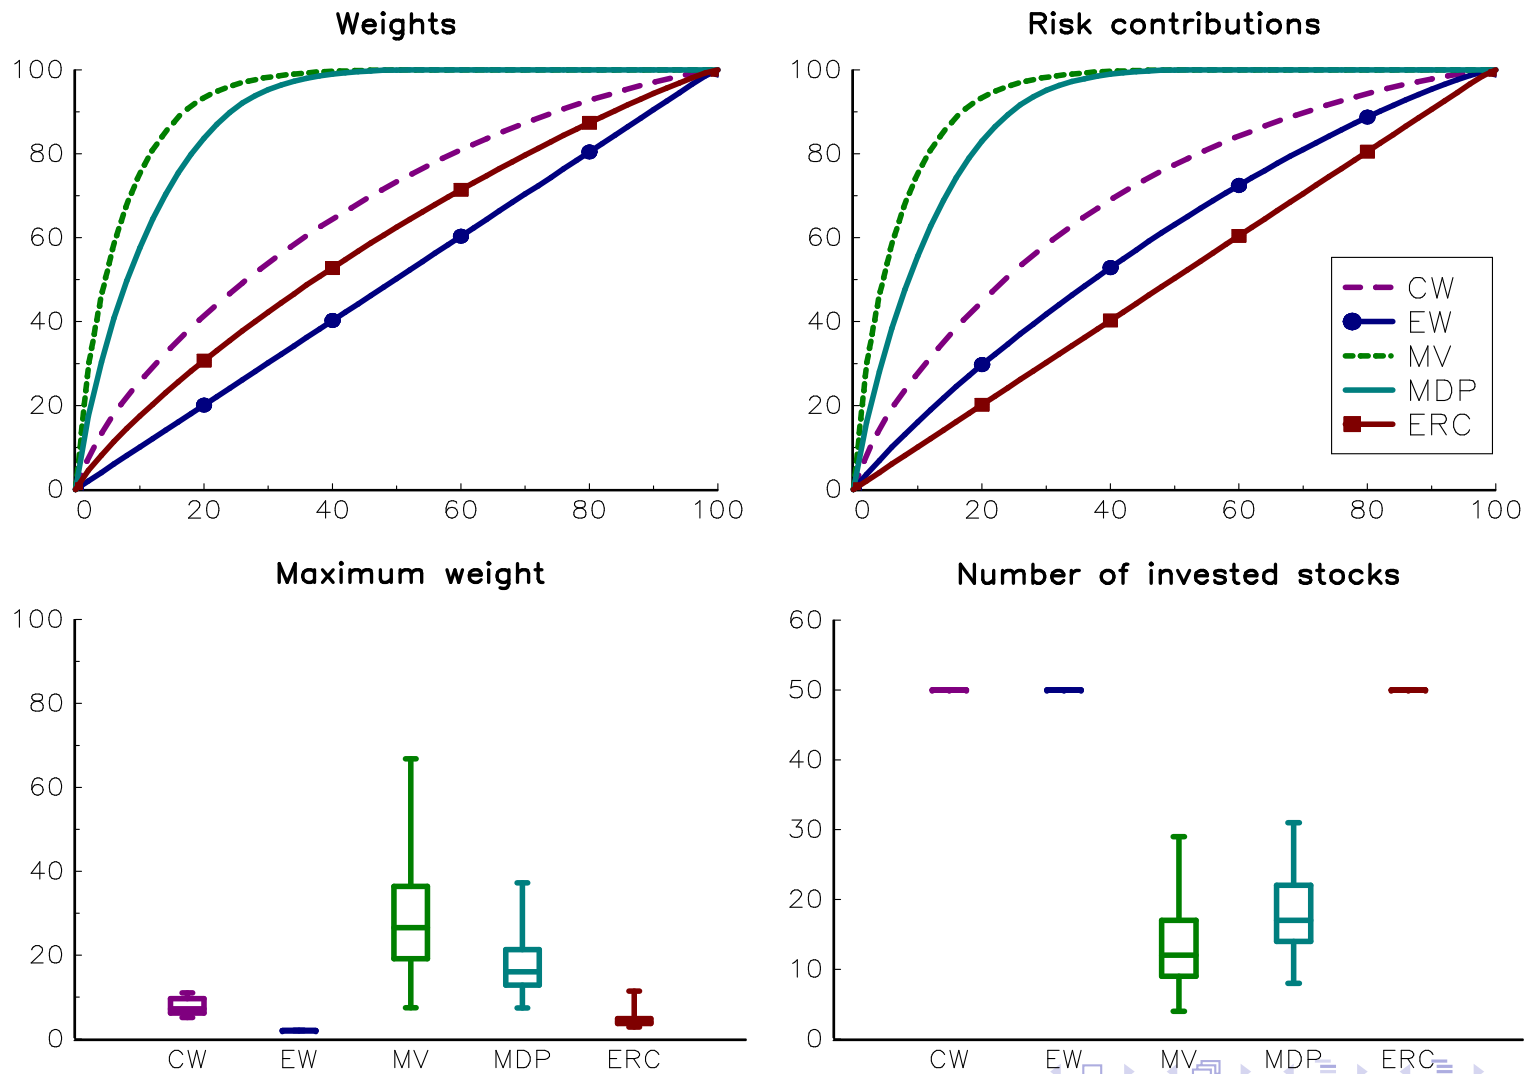 Weights
100
80
60
40
20
0
0 20 40 60 80 100
Risk contributions
100
80
60
40
20
0
0 20 40 60 80 100
CW
EW
MV
MDP
ERC
Maximum weight
100
80
60
40
20
0
CW EW MV MDP ERC
Number of invested stocks
60
50
40
30
20
10
0
CW EW MV MDP ERC